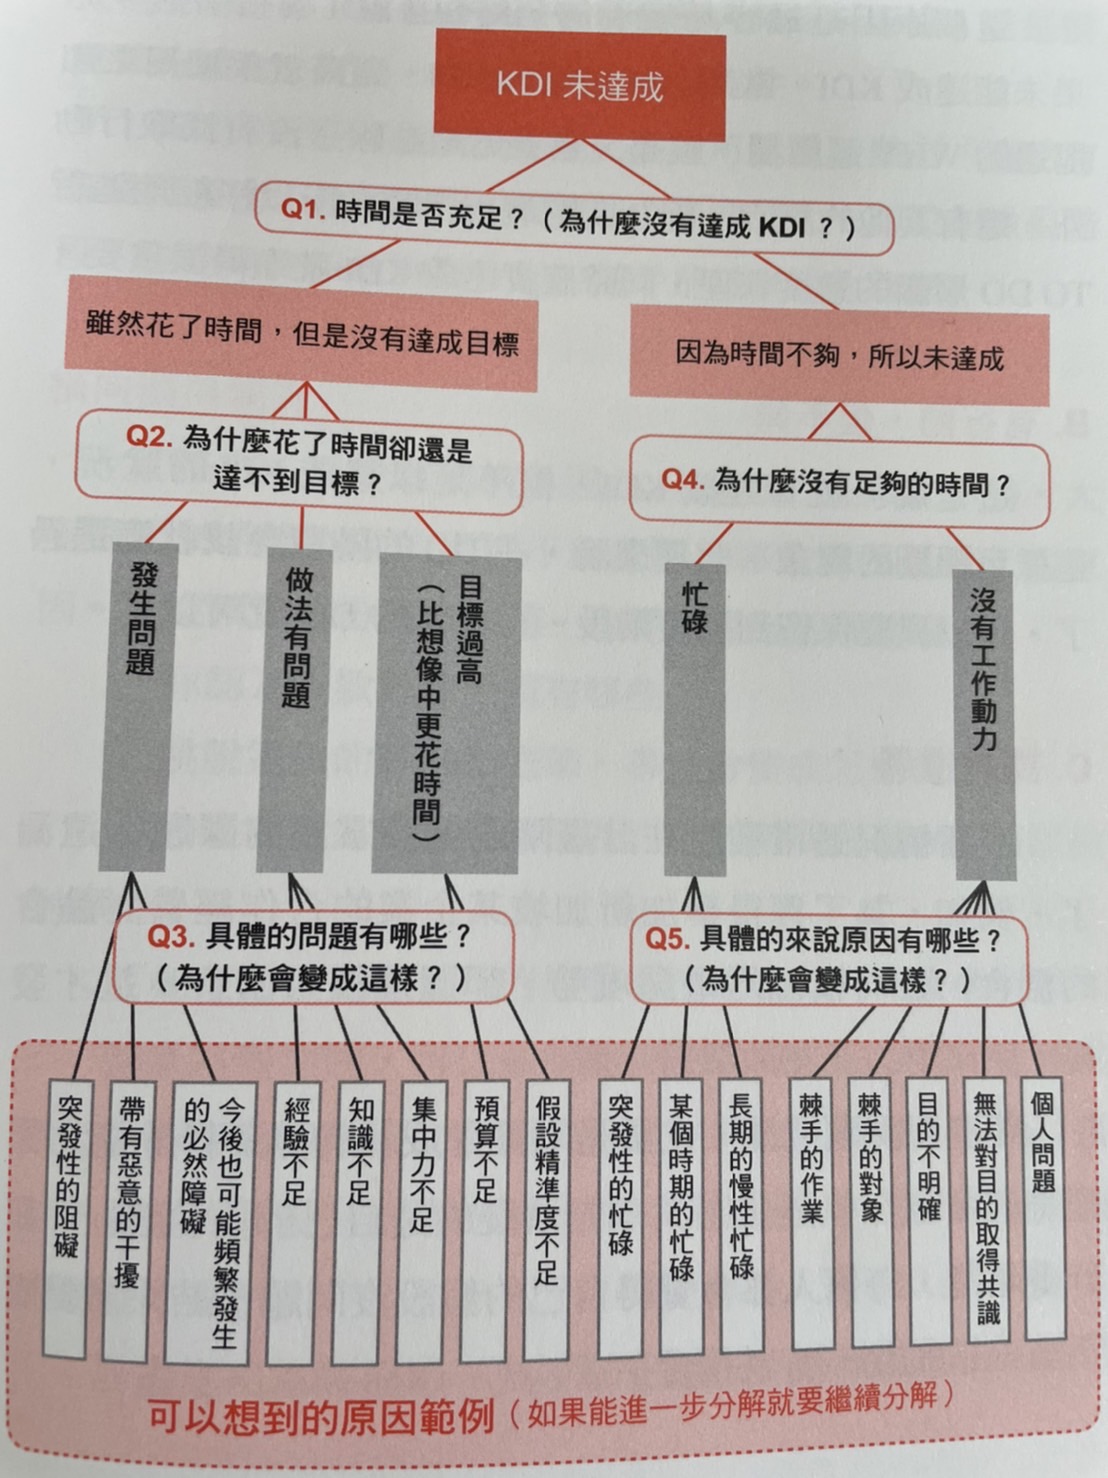 KDI 未達成
Q1. 時間是否充足？（為什麼沒有達成 KDI ？）
雖然花了時間，但是沒有達成目標
因為時間不夠，所以未達成
Q2. 為什麼花了時間卻還是
達不到目標？
Q4. 為什麼沒有足夠的時間？
發生問題
做法有問題
目標過高
（比想像中更花時間）
忙碌
沒有工作動力
Q3. 具體的問題有哪些？
（為什麼會變成這樣？）
Q5. 具體的來說原因有哪些？
（為什麼會變成這樣？）
突發性的阻礙
帶有惡意的干擾
今後也可能頻繁發生
的必然障礙
經驗不足
知識不足
集中力不足
預算不足
假設精準度不足
突發性的忙碌
某個時期的忙碌
長期的慢性忙碌
棘手的作業
棘手的對象
目的不明確
無法對目的取得共識
個人問題
可以想到的原因範例（如果能進一步分解就要繼續分解）